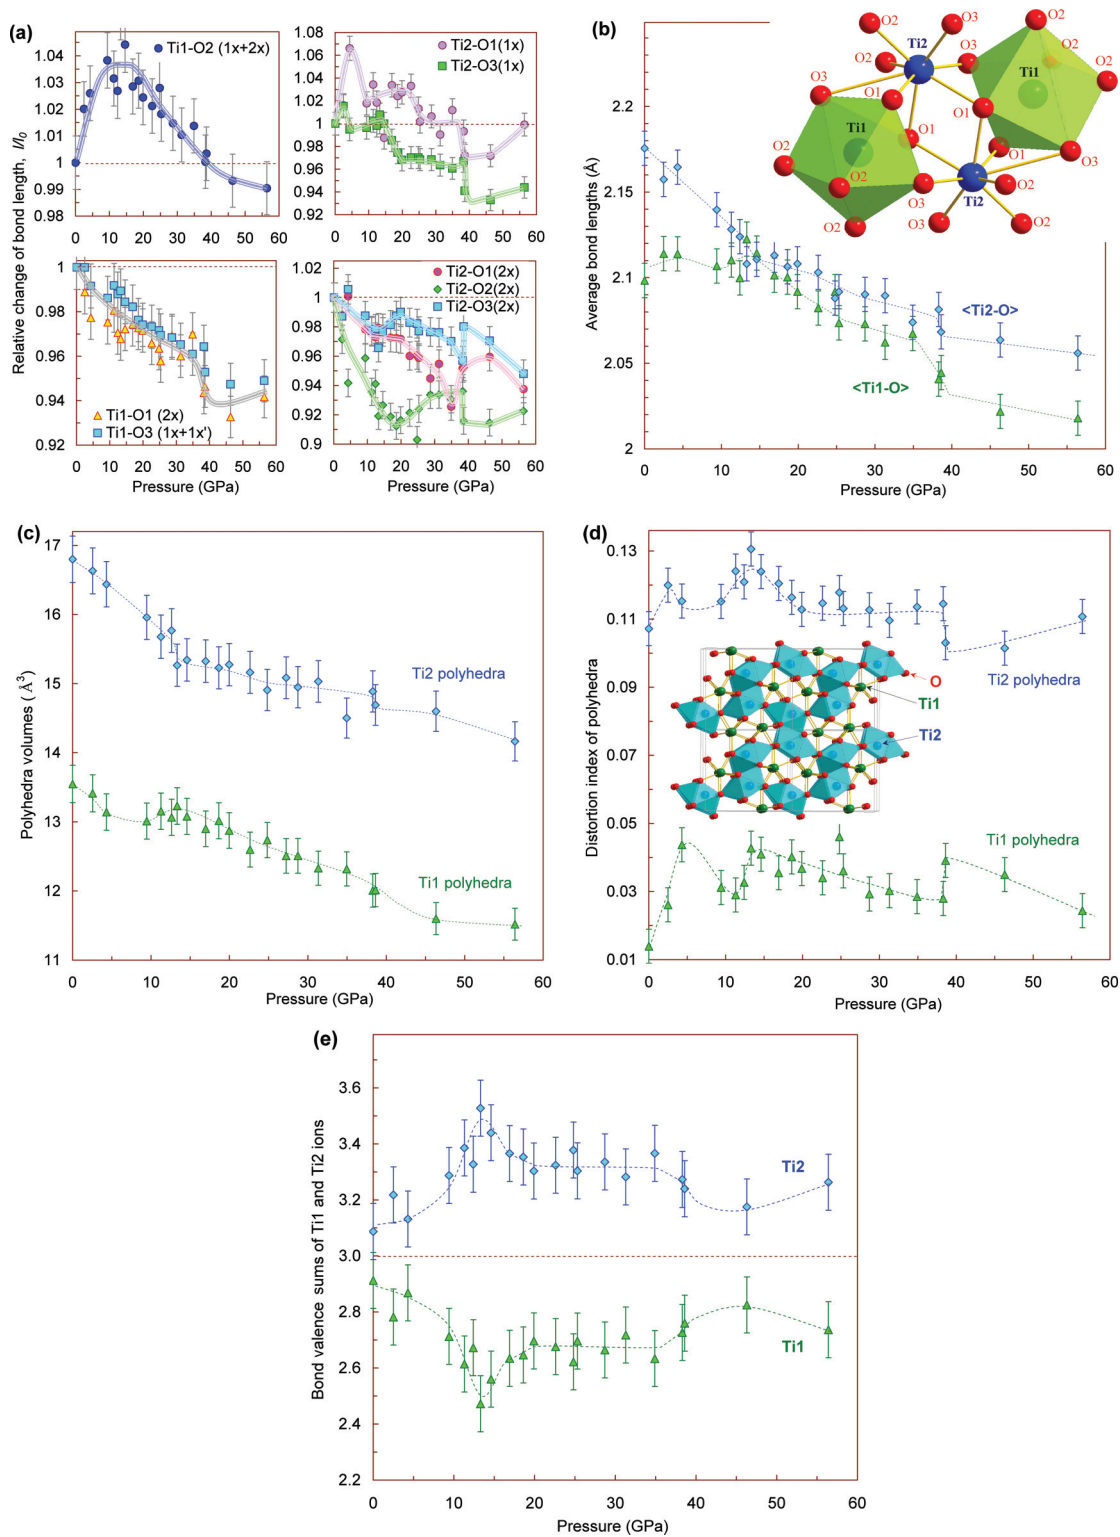 (a)
Relative change of bond length, l/l0
Ti1-O2 (1x+2x)
1.04
1.03
1.02
1.01
1
0.99
0.98
0 10 20 30 40 50 60
Ti2-O1(1x)
Ti2-O3(1x)
1.08
1.06
1.04
1.02
1
0.98
0.96
0.94
0.92
0 10 20 30 40 50 60
1
0.98
0.96
0.94
0.92
Ti1-O1 (2x)
Ti1-O3 (1x+1x')
0 10 20 30 40 50 60
Pressure (GPa)
Ti2-O1(2x)
Ti2-O2(2x)
Ti2-O3(2x)
1.02
1
0.98
0.96
0.94
0.92
0.9
0 10 20 30 40 50 60
Pressure (GPa)
(b)
Average bond lengths (Å)
2.2
2.15
2.1
2.05
2
O2
O3
O2
Ti2
O2
O3
O2
O2
Ti1
O3
O1
O1
Ti1
O1
O1
O3
O2
O2
O3
Ti2
O2
O2
O3
O2
<Ti2-O>
<Ti1-O>
0 10 20 30 40 50 60
Pressure (GPa)
(c)
Polyhedra volumes ( Å3)
17
16
15
14
13
12
11
Ti2 polyhedra
Ti1 polyhedra
0 10 20 30 40 50 60
Pressure (GPa)
(d)
Distortion index of polyhedra
0.13
0.11
0.09
0.07
0.05
0.03
0.01
Ti2 polyhedra
O
Ti1
Ti2
Ti1 polyhedra
0 10 20 30 40 50 60
Pressure (GPa)
(e)
Bond valence sums of Ti1 and Ti2 ions
3.6
3.4
3.2
3.0
2.8
2.6
2.4
2.2
Ti2
Ti1
0 10 20 30 40 50 60
Pressure (GPa)